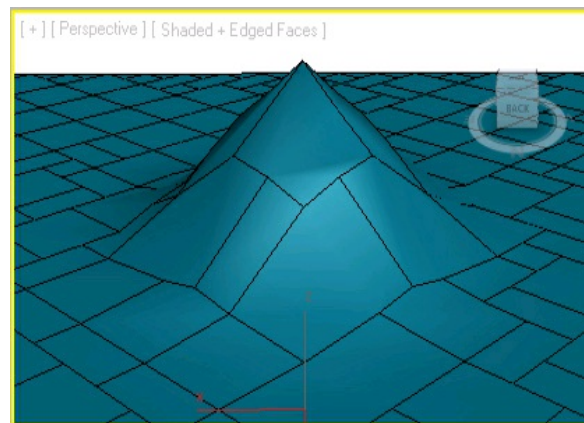 [ + ] [ Perspective ] [ Shaded + Edged Faces ]
BACK